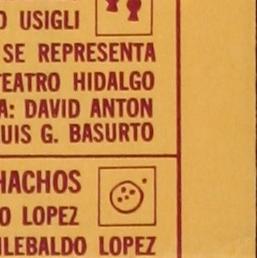 O USIGLI
SE REPRESENTA
TEATRO HIDALGO
A: DAVID ANTON
UIS G. BASURTO
HACHOS
O LOPEZ
ILEBALDO LOPEZ